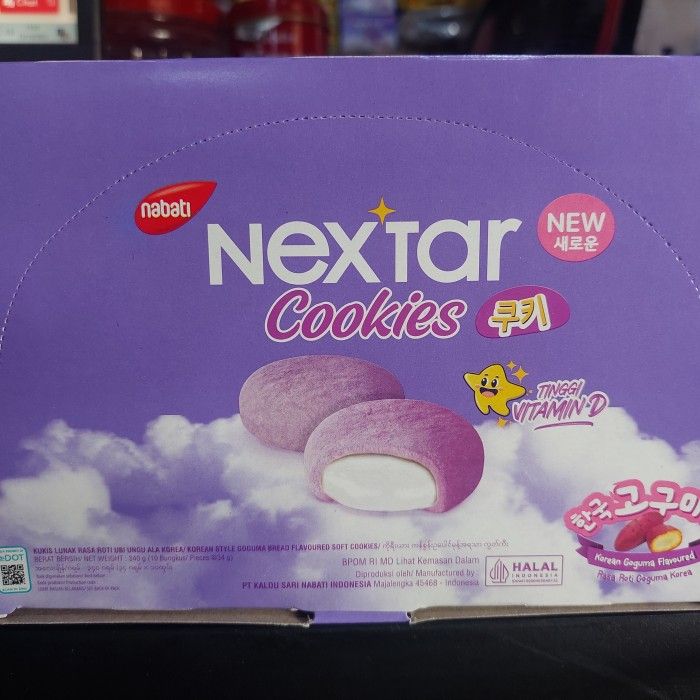 nabati
Nextar
NEW
새로운
Cookies 쿠키
TINGGI
VITAMIN-D
한국 고구마
Korean Goguma Flavoured
Rasa Roti Goguma Korea
KUKIS LUNAK RASA ROTI UBI UNGU ALA KOREA/ KOREAN STYLE GOGUMA BREAD FLAVOURED SOFT COOKIES/
BERAT BERSIH/ NET WEIGHT : 340 g (10 Bungkus/ Pieces @34 g)
BPOM RI MD Lihat Kemasan Dalam
Diproduksi oleh/ Manufactured by:
PT KALDU SARI NABATI INDONESIA Majalengka 45468 - Indonesia
HALAL
INDONESIA